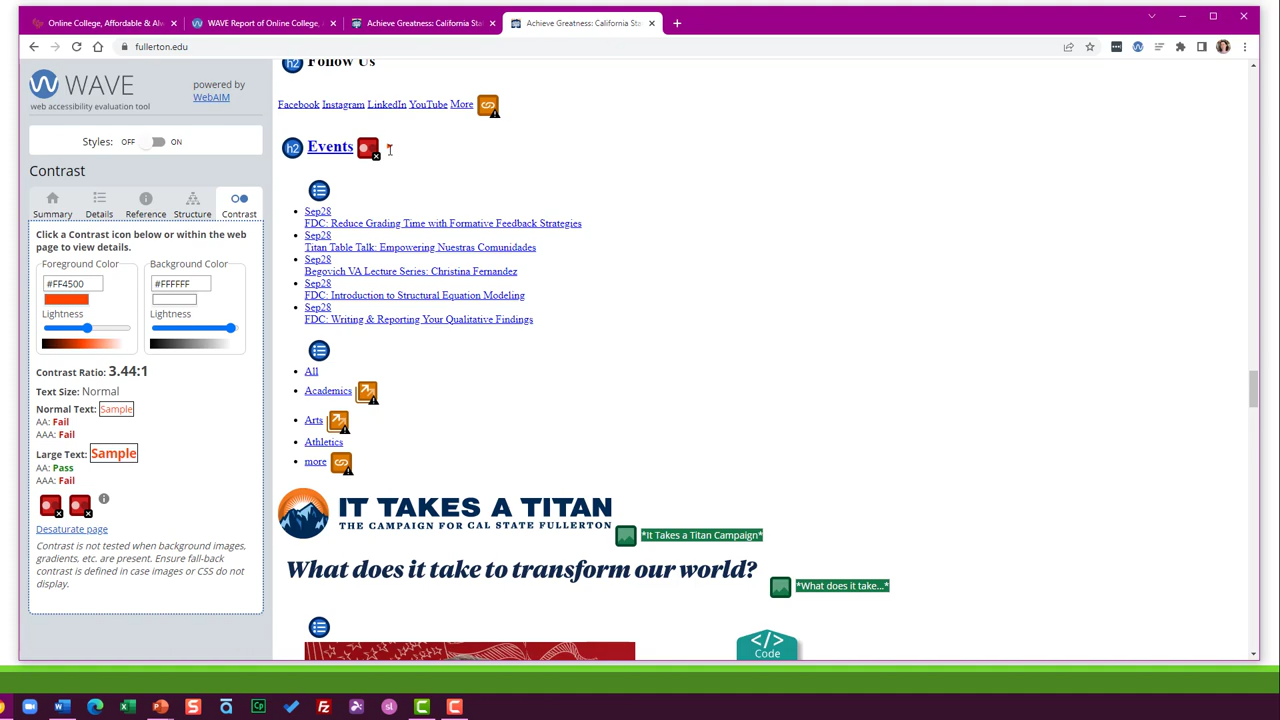 Online College, Affordable & Al
WAVE Report of Online College,
Achieve Greatness: California Sta
Achieve Greatness: California Sta
fullerton.edu
WAVE
web accessibility evaluation tool
powered by
WebAIM
Styles: OFF ON
Contrast
Summary Details Reference Structure Contrast
Click a Contrast icon below or within the web
page to view details.
Foreground Color Background Color
#FF4500 #FFFFFF
Lightness Lightness
Contrast Ratio: 3.44:1
Text Size: Normal
Normal Text: Sample
AA: Fail
AAA: Fail
Large Text: Sample
AA: Pass
AAA: Fail
Desaturate page
Contrast is not tested when background images,
gradients, etc. are present. Ensure fall-back
contrast is defined in case images or CSS do not
display.
h2 Follow Us
Facebook Instagram LinkedIn YouTube More
h2 Events
Sep28
FDC: Reduce Grading Time with Formative Feedback Strategies
Sep28
Titan Table Talk: Empowering Nuestras Comunidades
Sep28
Begovich VA Lecture Series: Christina Fernandez
Sep28
FDC: Introduction to Structural Equation Modeling
Sep28
FDC: Writing & Reporting Your Qualitative Findings
All
Academics
Arts
Athletics
more
IT TAKES A TITAN
THE CAMPAIGN FOR CAL STATE FULLERTON
*It Takes a Titan Campaign*
What does it take to transform our world?
*What does it take...*
</>
Code